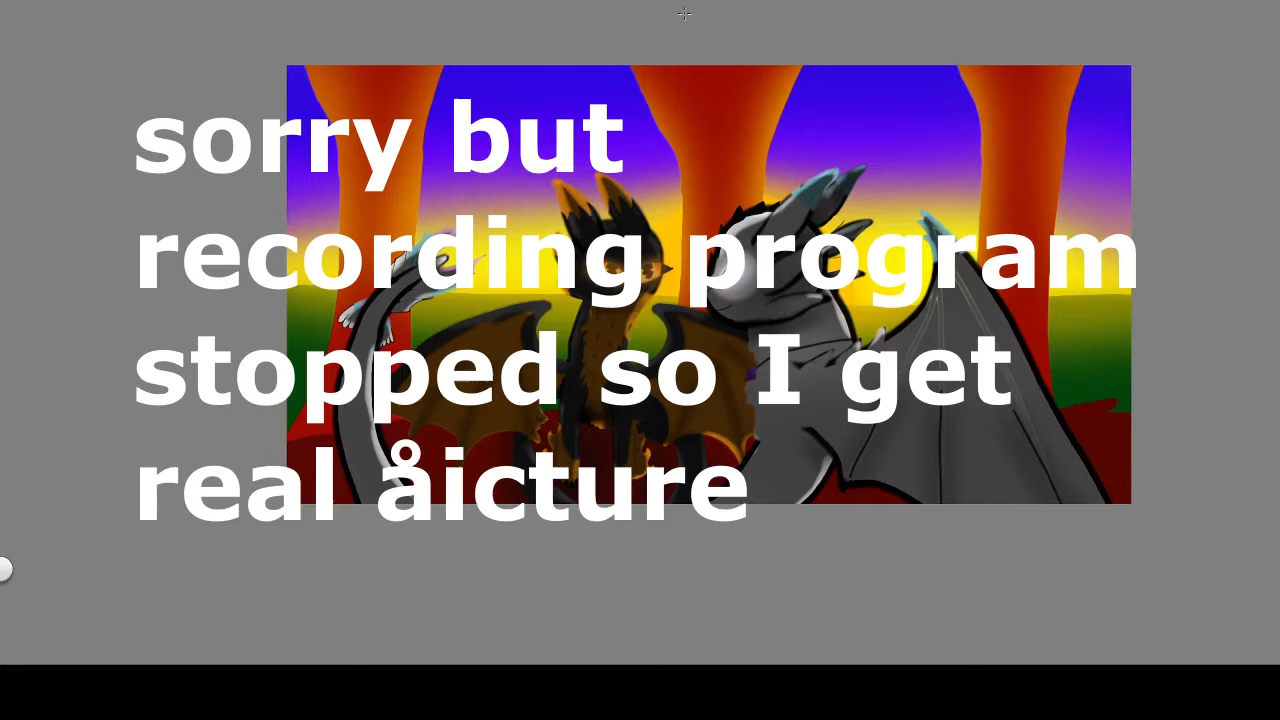 sorry but
recording program
stopped so I get
real åicture